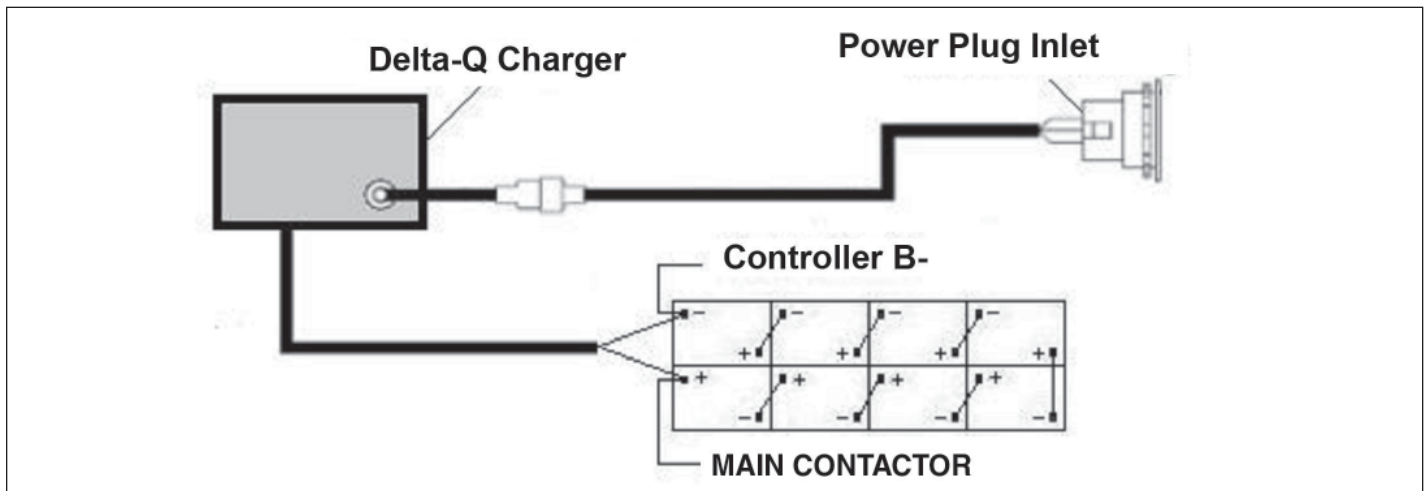 Delta-Q Charger
Power Plug Inlet
Controller B-
- - - -
+ + + +
+ + + +
- - - -
MAIN CONTACTOR